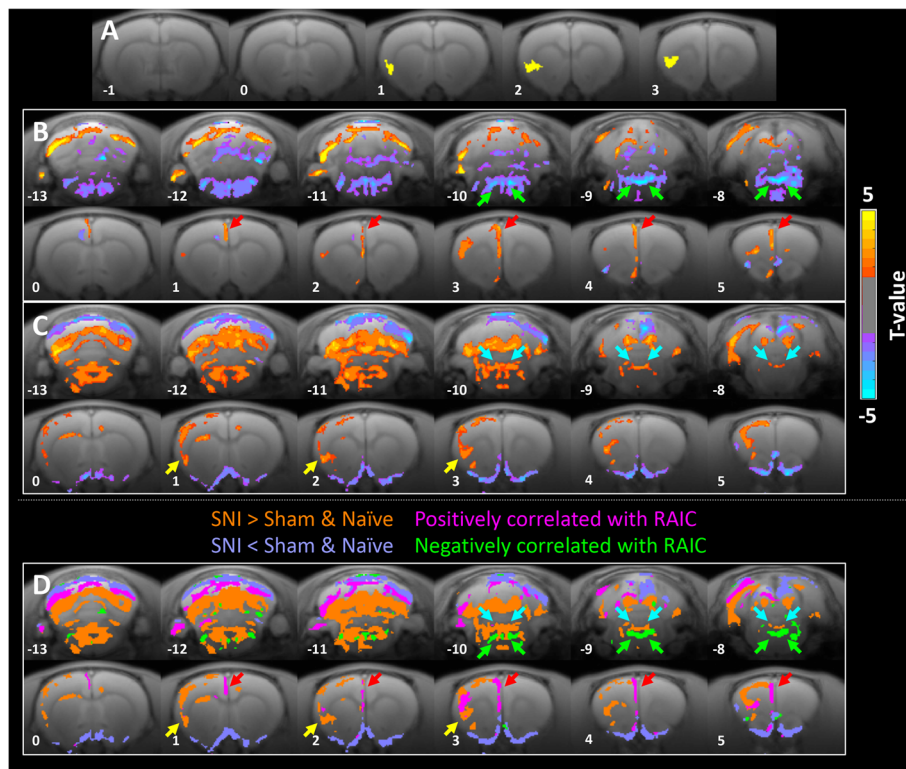 A
-1 0 1 2 3
B
-13 -12 -11 -10 -9 -8
0 1 2 3 4 5
C
-13 -12 -11 -10 -9 -8
0 1 2 3 4 5
5
T-value
-5
SNI > Sham & Naïve Positively correlated with RAIC
SNI < Sham & Naïve Negatively correlated with RAIC
D
-13 -12 -11 -10 -9 -8
0 1 2 3 4 5